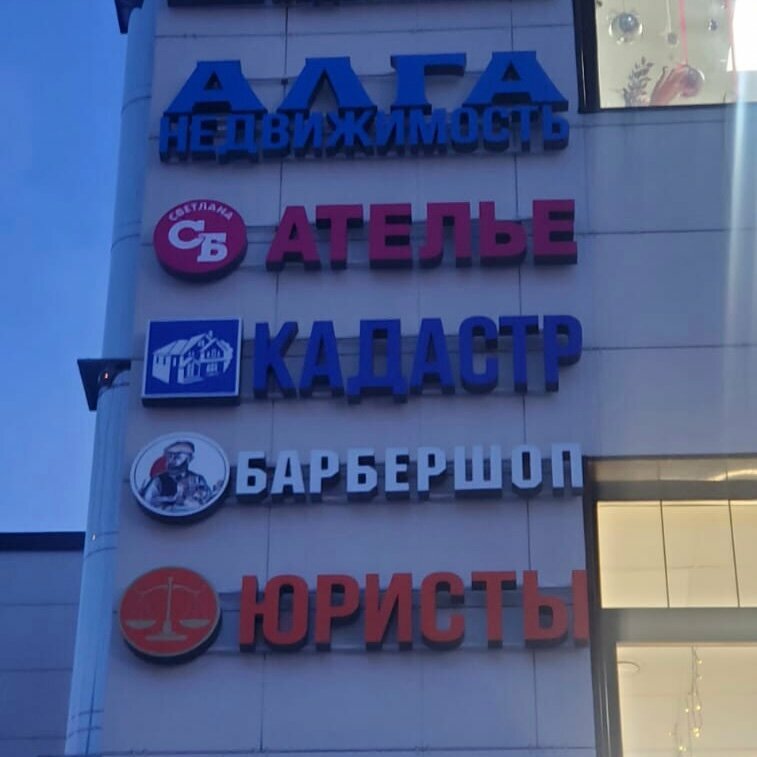 АЛГА
НЕДВИЖИМОСТЬ
СВЕТЛАНА
СБ
АТЕЛЬЕ
КАДАСТР
БАРБЕРШОП
ЮРИСТЫ